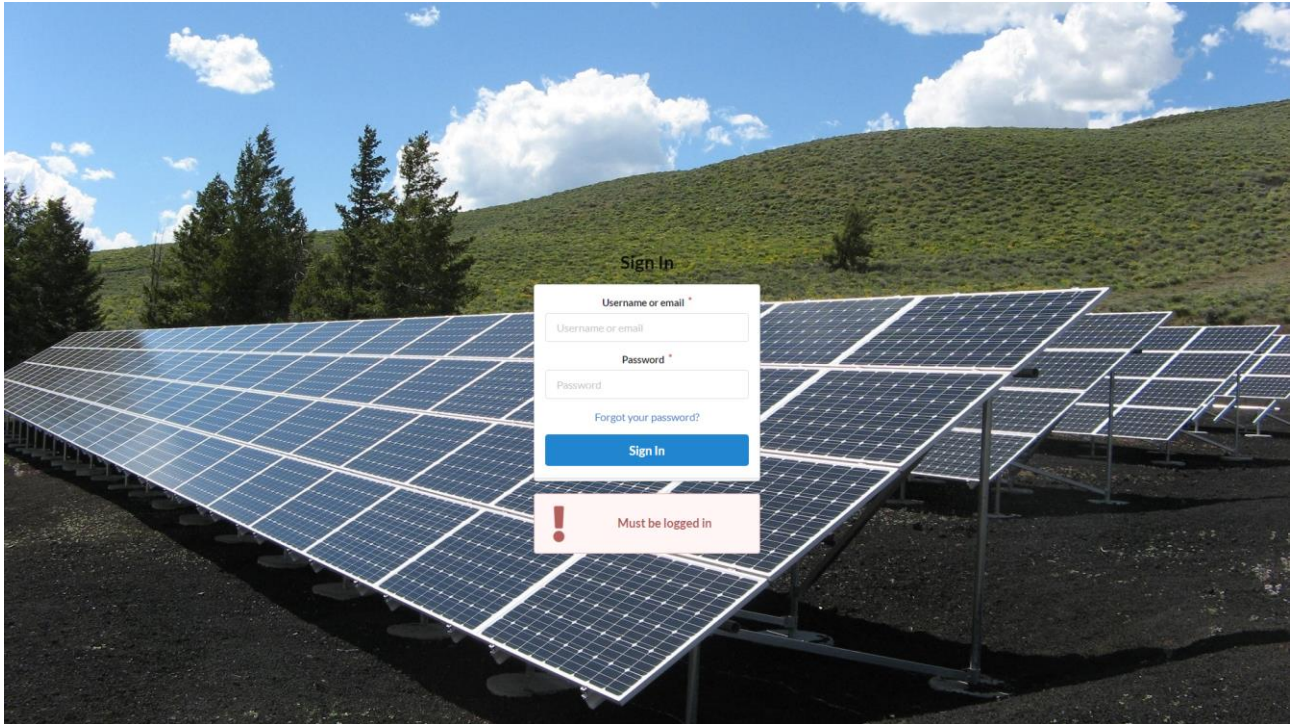 Sign In
Username or email *
Username or email
Password *
Password
Forgot your password?
Sign In
Must be logged in